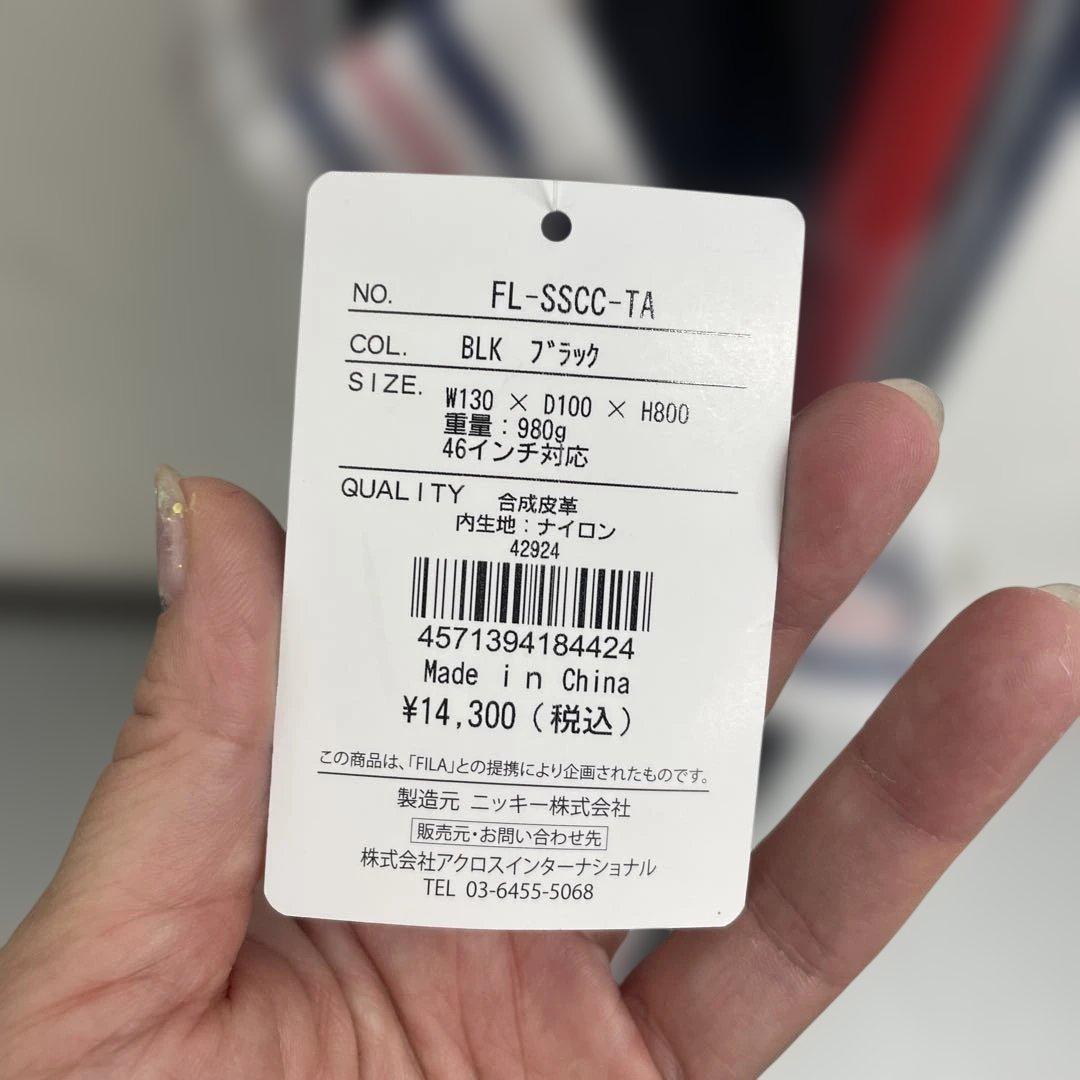 NO. FL-SSCC-TA
COL. BLK ﾌﾞﾗｯｸ
SIZE. W130 × D100 × H800
重量：980g
46インチ対応
QUALITY 合成皮革
内生地：ナイロン
42924
4571394184424
Made in China
¥14,300（税込）
この商品は、「FILA」との提携により企画されたものです。
製造元 ニッキー株式会社
販売元・お問い合わせ先
株式会社アクロスインターナショナル
TEL 03-6455-5068